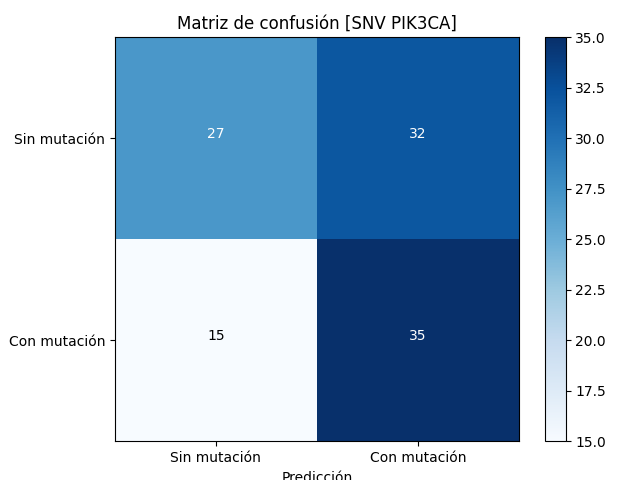 Matriz de confusión [SNV PIK3CA]
Sin mutación
27
32
Con mutación
15
35
Sin mutación
Con mutación
Predicción
35.0
32.5
30.0
27.5
25.0
22.5
20.0
17.5
15.0